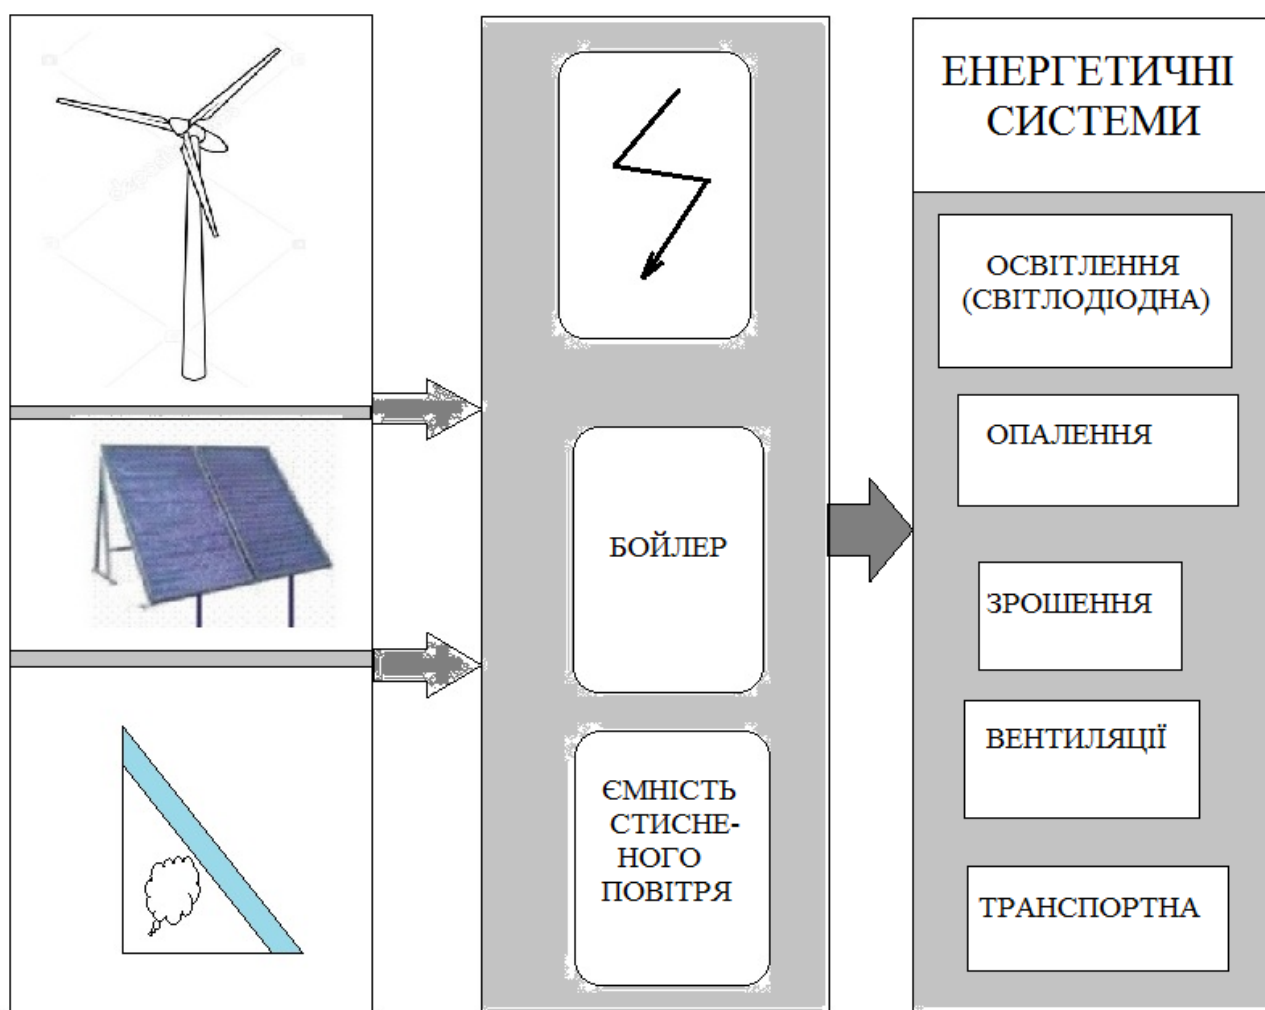 БОЙЛЕР
ЄМНІСТЬ
СТИСНЕ-
НОГО
ПОВІТРЯ
ЕНЕРГЕТИЧНІ
СИСТЕМИ
ОСВІТЛЕННЯ
(СВІТЛОДІОДНА)
ОПАЛЕННЯ
ЗРОШЕННЯ
ВЕНТИЛЯЦІЇ
ТРАНСПОРТНА